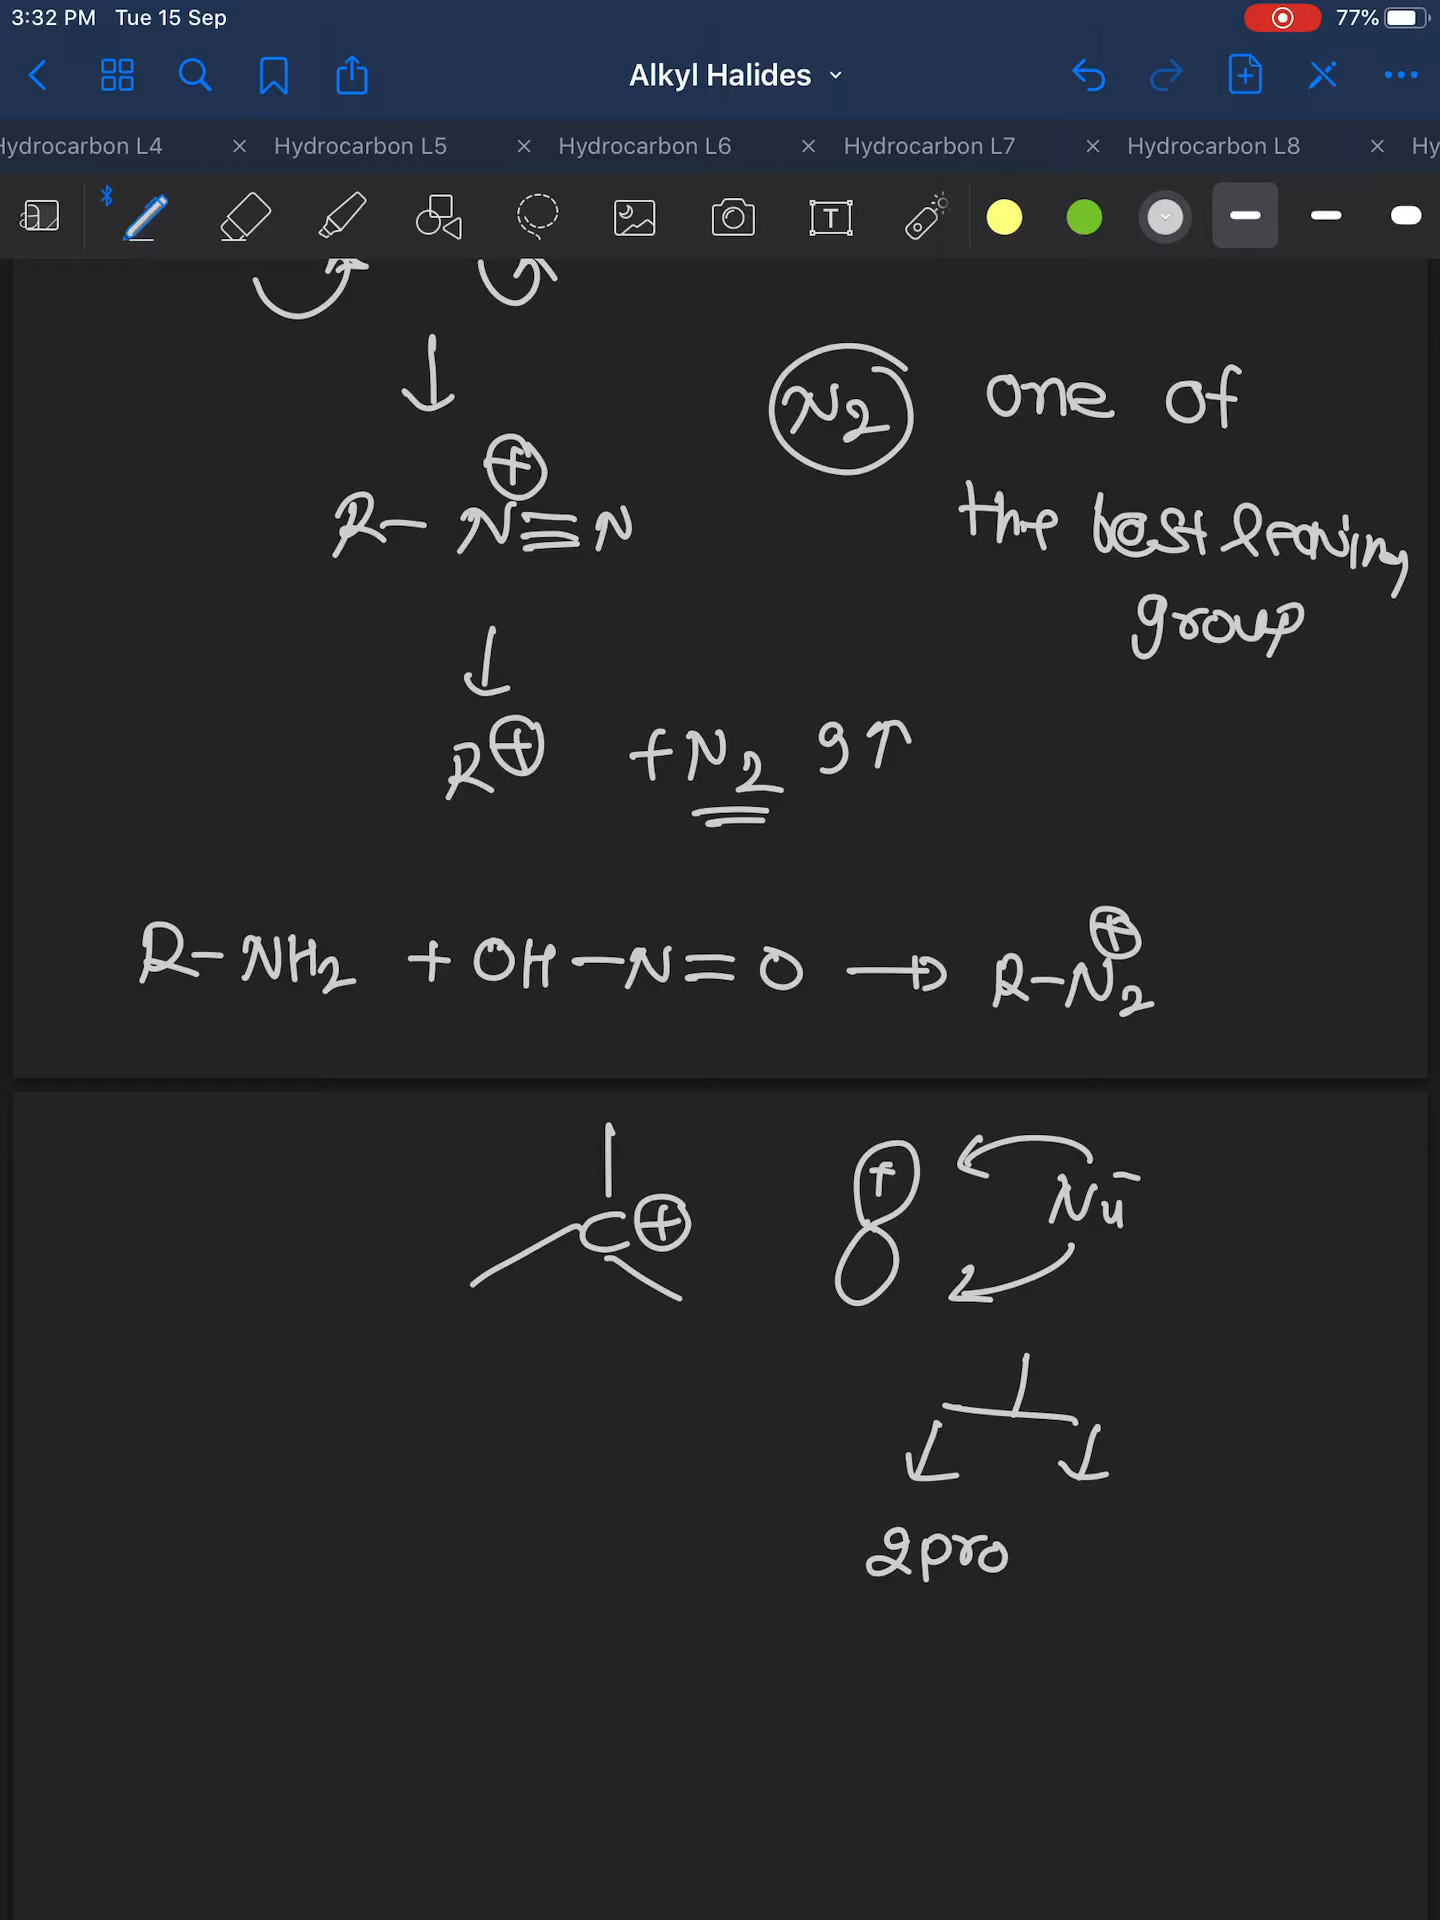 3:32 PM Tue 15 Sep 77%
Alkyl Halides
Hydrocarbon L4 × Hydrocarbon L5 × Hydrocarbon L6 × Hydrocarbon L7 × Hydrocarbon L8 × Hy
T
N₂ one of
R-N⊕≡N
the best leaving
group
R⊕ + N₂ g↑
R-NH₂ + OH-N=O → R-N₂⊕
C⊕ + Nu⁻
2pro